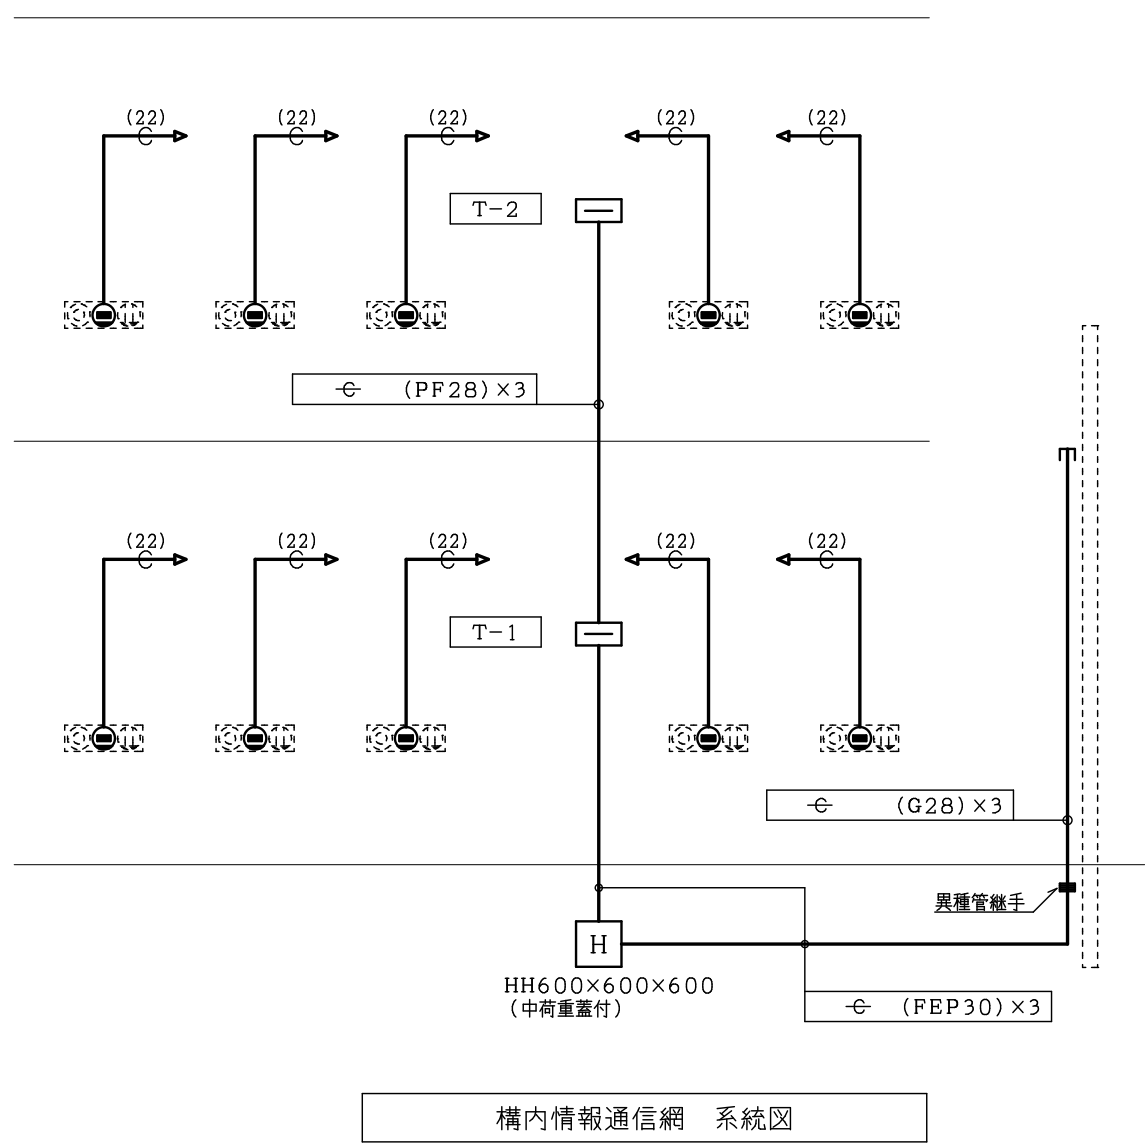 (22) (22) (22) (22) (22)
T-2
(PF28)×3
(22) (22) (22) (22) (22)
T-1
(G28)×3
異種管継手
H
HH600×600×600
(中荷重蓋付)
(FEP30)×3
構内情報通信網 系統図